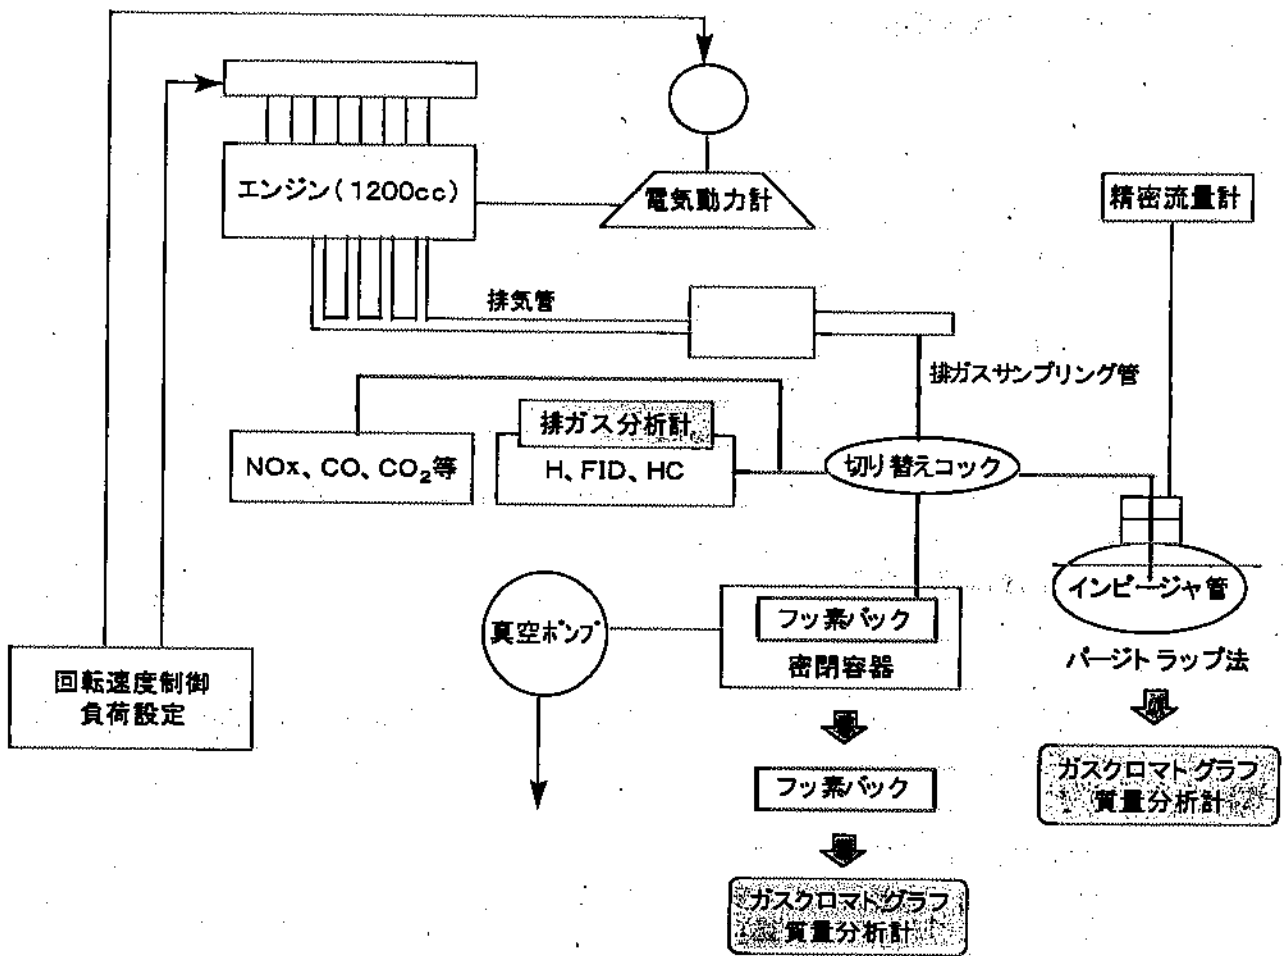 エンジン(1200cc)
電気動力計
精密流量計
排気管
排ガスサンプリング管
排ガス分析計
NOx、CO、CO₂等
H、FID、HC
切り替えコック
インピージャ管
真空ポンプ
フッ素バック
密閉容器
パージトラップ法
回転速度制御
負荷設定
フッ素バック
ガスクロマトグラフ
質量分析計
ガスクロマトグラフ
質量分析計